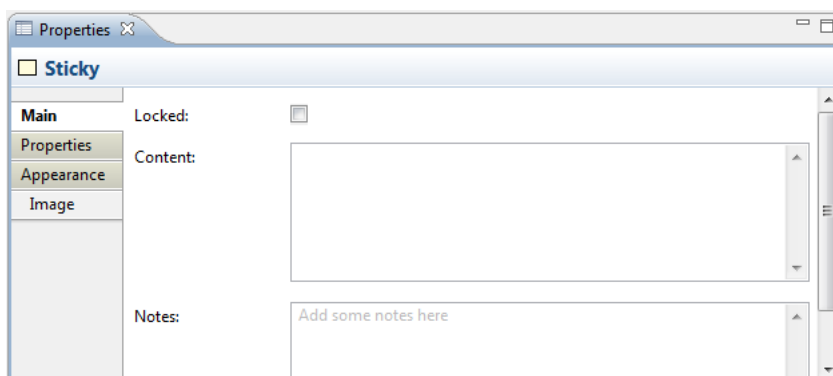 Properties
Sticky
Main
Locked:
Properties
Content:
Appearance
Image
Notes:
Add some notes here